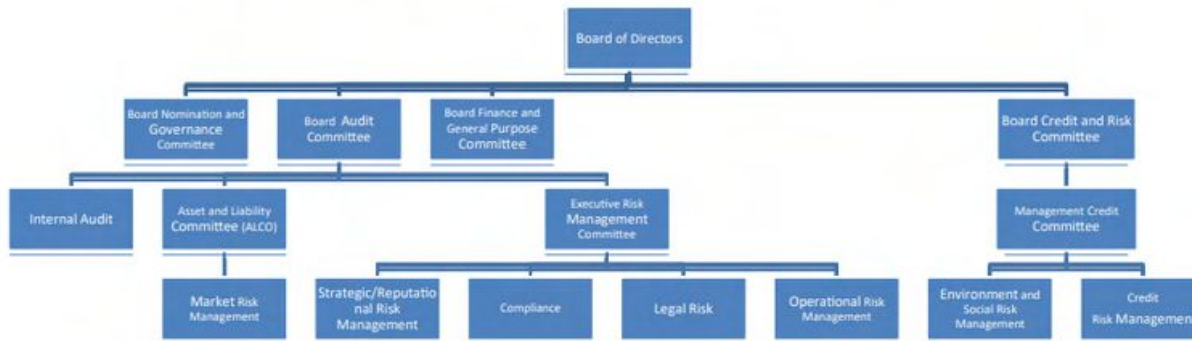 Board of Directors
Board Nomination and
Governance
Committee
Board Audit
Committee
Board Finance and
General Purpose
Committee
Board Credit and Risk
Committee
Internal Audit
Asset and Liability
Committee (ALCO)
Executive Risk
Management
Committee
Management Credit
Committee
Market Risk
Management
Strategic/Reputatio
nal Risk
Management
Compliance
Legal Risk
Operational Risk
Management
Environment and
Social Risk
Management
Credit
Risk Management